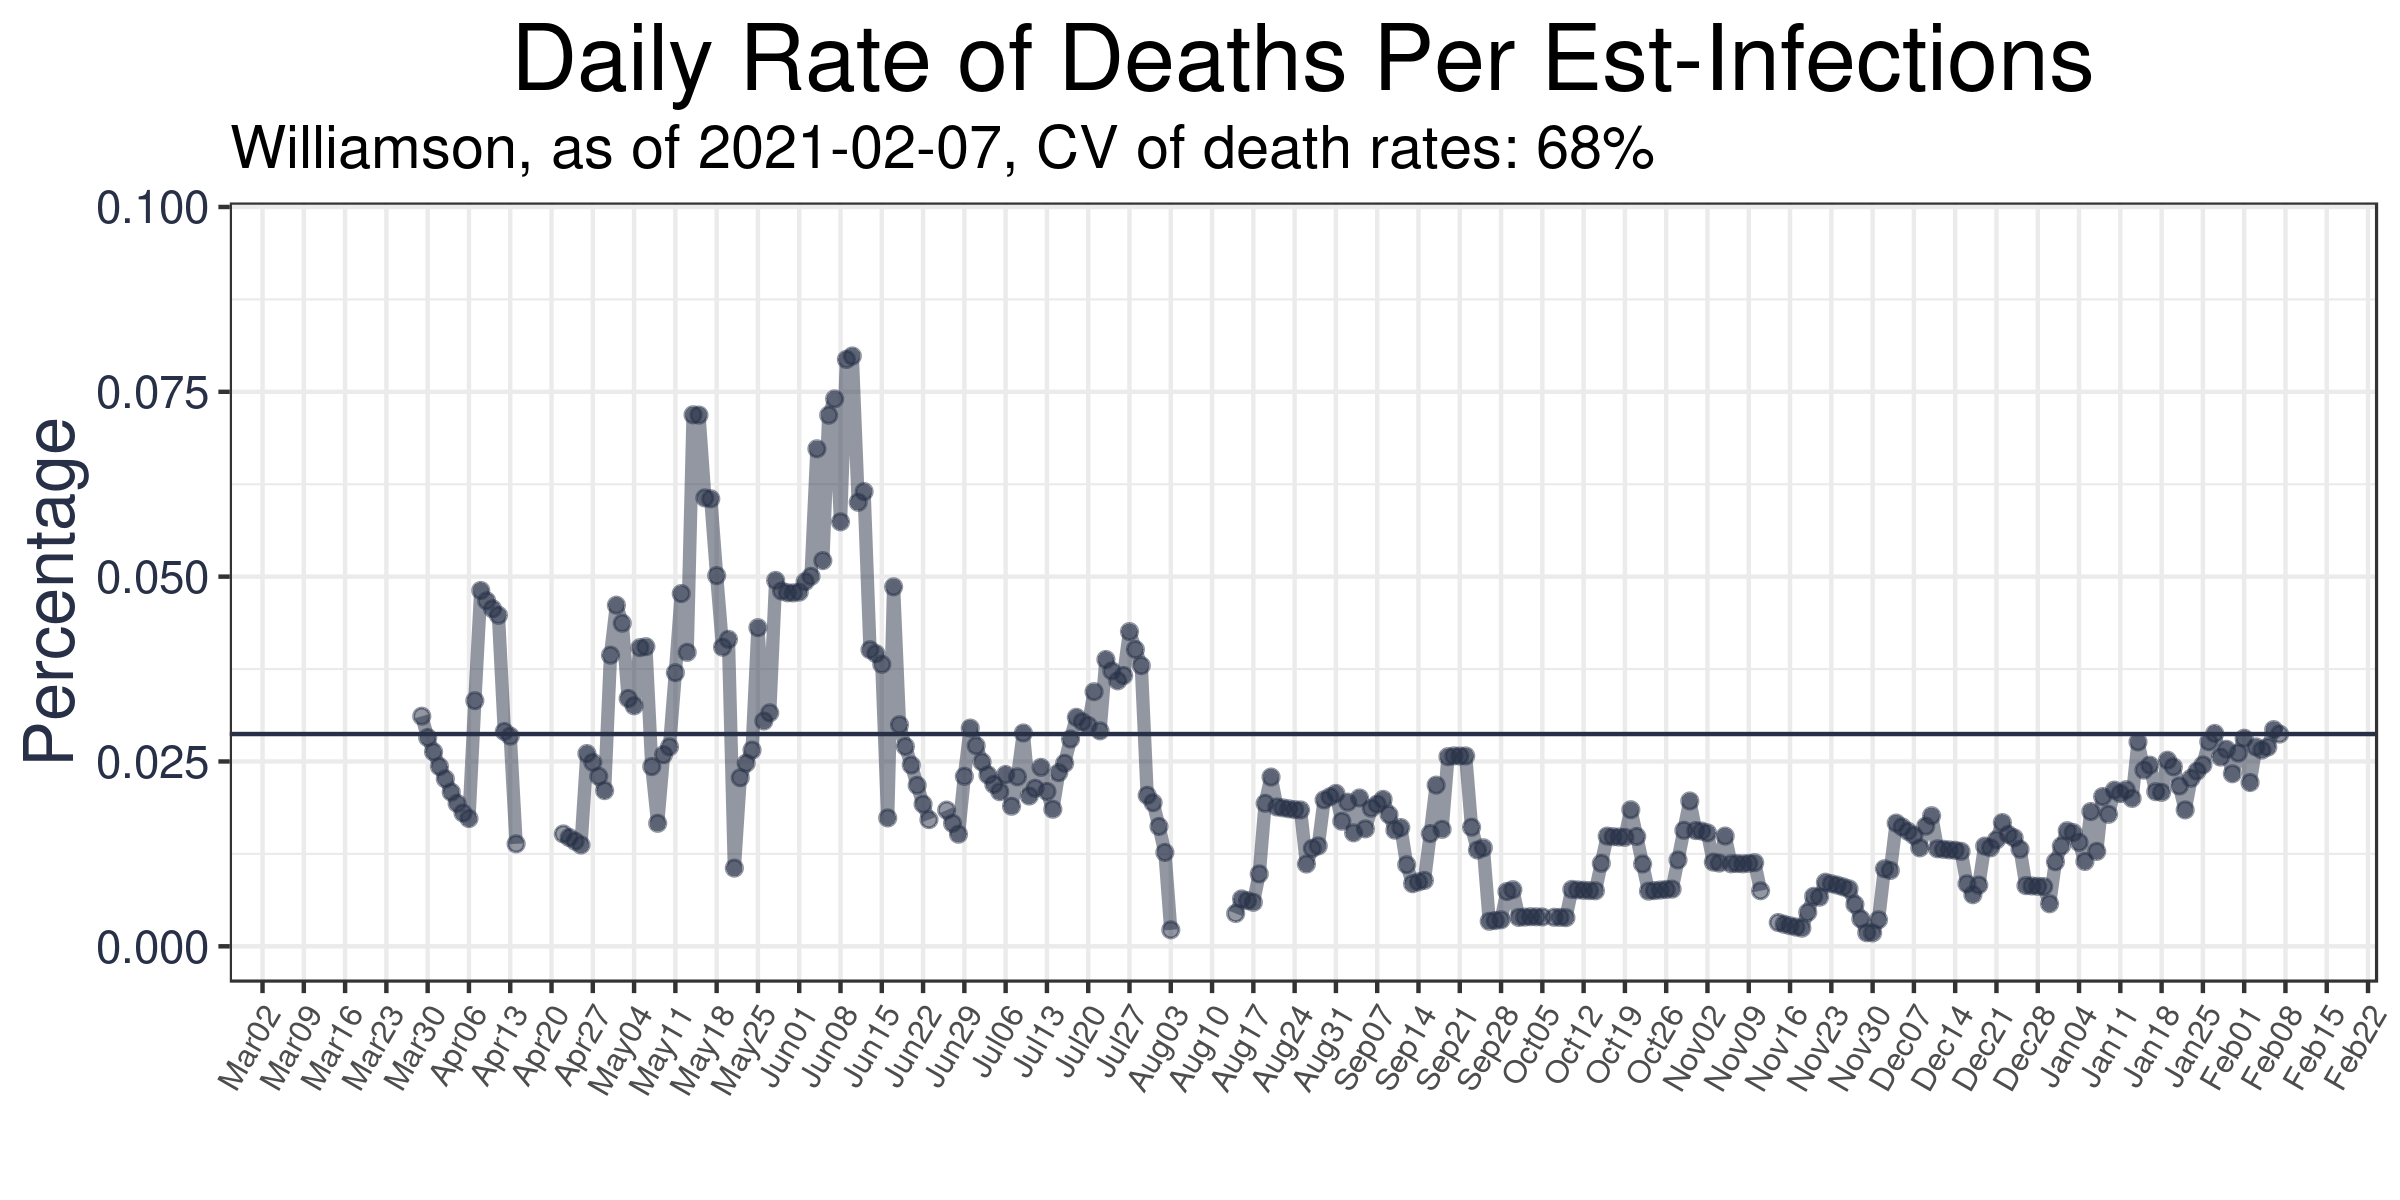 Daily Rate of Deaths Per Est-Infections
Williamson, as of 2021-02-07, CV of death rates: 68%
Percentage
0.100
0.075
0.050
0.025
0.000
Mar02
Mar09
Mar16
Mar23
Mar30
Apr06
Apr13
Apr20
Apr27
May04
May11
May18
May25
Jun01
Jun08
Jun15
Jun22
Jun29
Jul06
Jul13
Jul20
Jul27
Aug03
Aug10
Aug17
Aug24
Aug31
Sep07
Sep14
Sep21
Sep28
Oct05
Oct12
Oct19
Oct26
Nov02
Nov09
Nov16
Nov23
Nov30
Dec07
Dec14
Dec21
Dec28
Jan04
Jan11
Jan18
Jan25
Feb01
Feb08
Feb15
Feb22